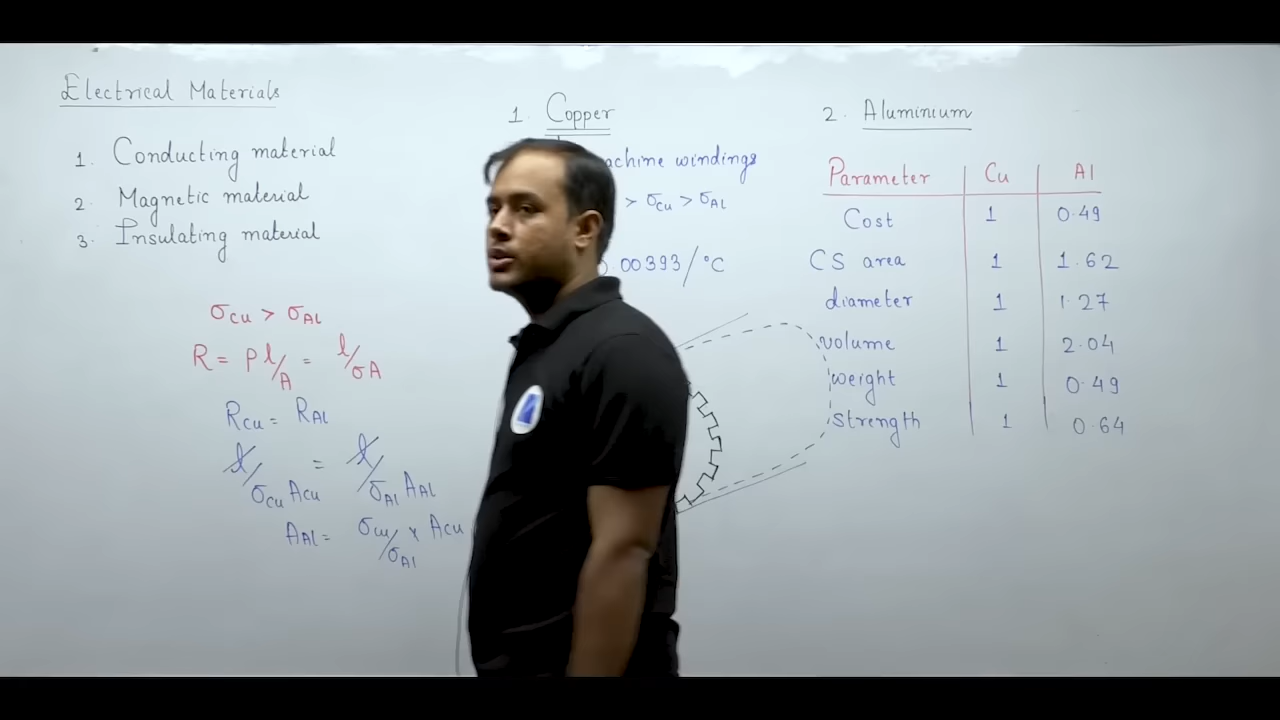 Electrical Materials
1. Conducting material
2. Magnetic material
3. Insulating material
σCu > σAl
R = ρ l/A = l/σA
RCu = RAl
l/σCu ACu = l/σAl AAl
AAl = σCu/σAl × ACu
1. Copper
achine windings
> σCu > σAl
0.00393/°C
2. Aluminium
Parameter Cu Al
Cost 1 0.49
CS area 1 1.62
diameter 1 1.27
volume 1 2.04
weight 1 0.49
strength 1 0.64